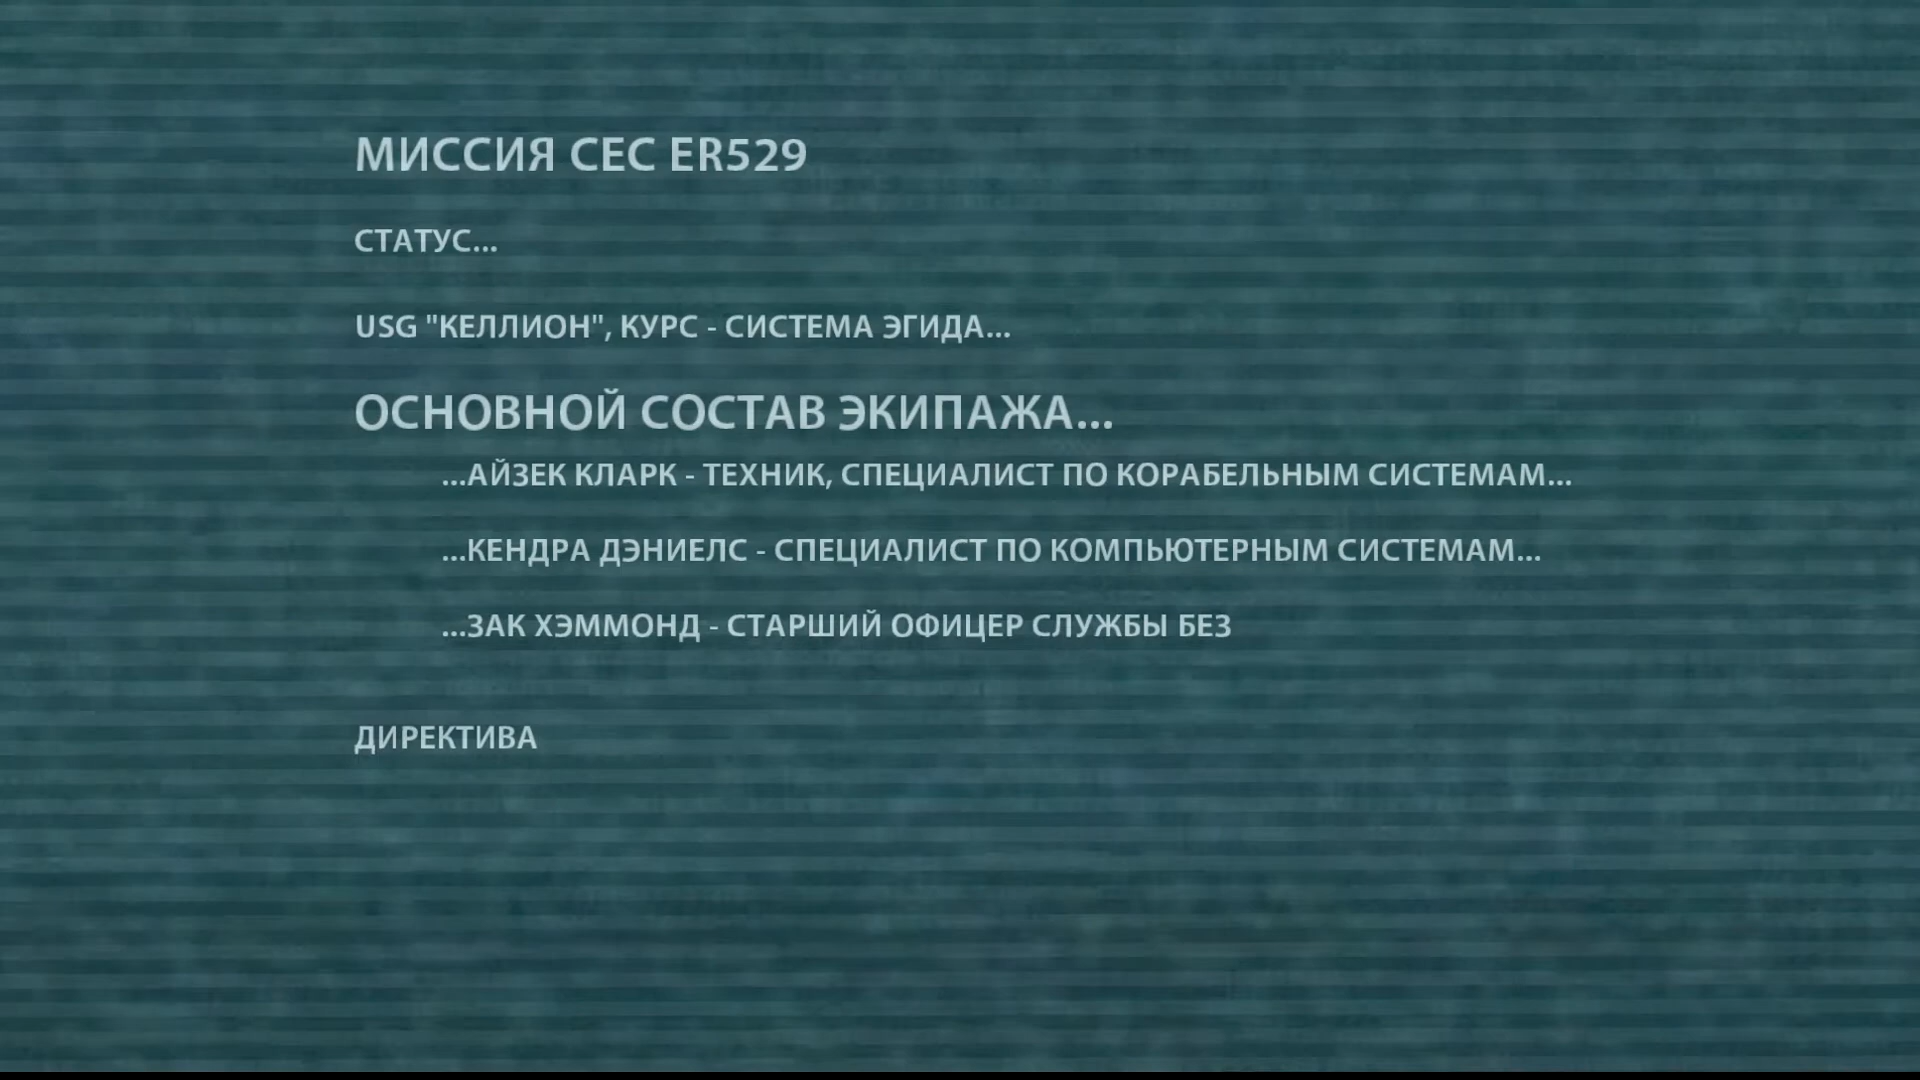 МИССИЯ CEC ER529
СТАТУС...
USG "КЕЛЛИОН", КУРС - СИСТЕМА ЭГИДА...
ОСНОВНОЙ СОСТАВ ЭКИПАЖА...
...АЙЗЕК КЛАРК - ТЕХНИК, СПЕЦИАЛИСТ ПО КОРАБЕЛЬНЫМ СИСТЕМАМ...
...КЕНДРА ДЭНИЕЛС - СПЕЦИАЛИСТ ПО КОМПЬЮТЕРНЫМ СИСТЕМАМ...
...ЗАК ХЭММОНД - СТАРШИЙ ОФИЦЕР СЛУЖБЫ БЕЗ
ДИРЕКТИВА